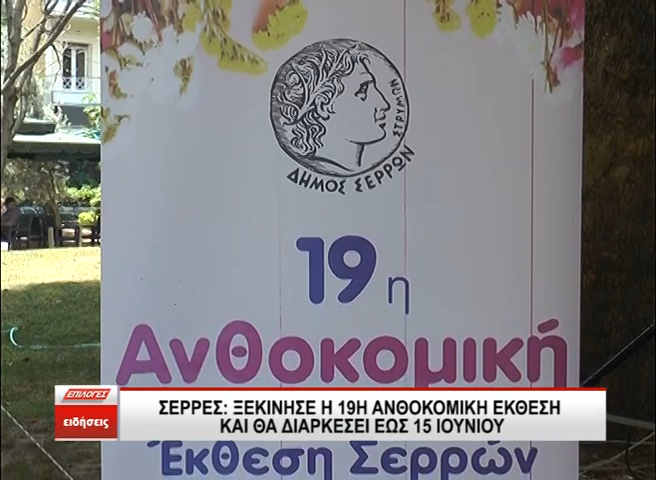 ΣΤΡΥΜΩΝ
ΔΗΜΟΣ ΣΕΡΡΩΝ
19η
Ανθοκομική
ΕΠΙΛΟΓΕΣ
ειδήσεις
ΣΕΡΡΕΣ: ΞΕΚΙΝΗΣΕ Η 19Η ΑΝΘΟΚΟΜΙΚΗ ΕΚΘΕΣΗ
ΚΑΙ ΘΑ ΔΙΑΡΚΕΣΕΙ ΕΩΣ 15 ΙΟΥΝΙΟΥ
Έκθεση Σερρών